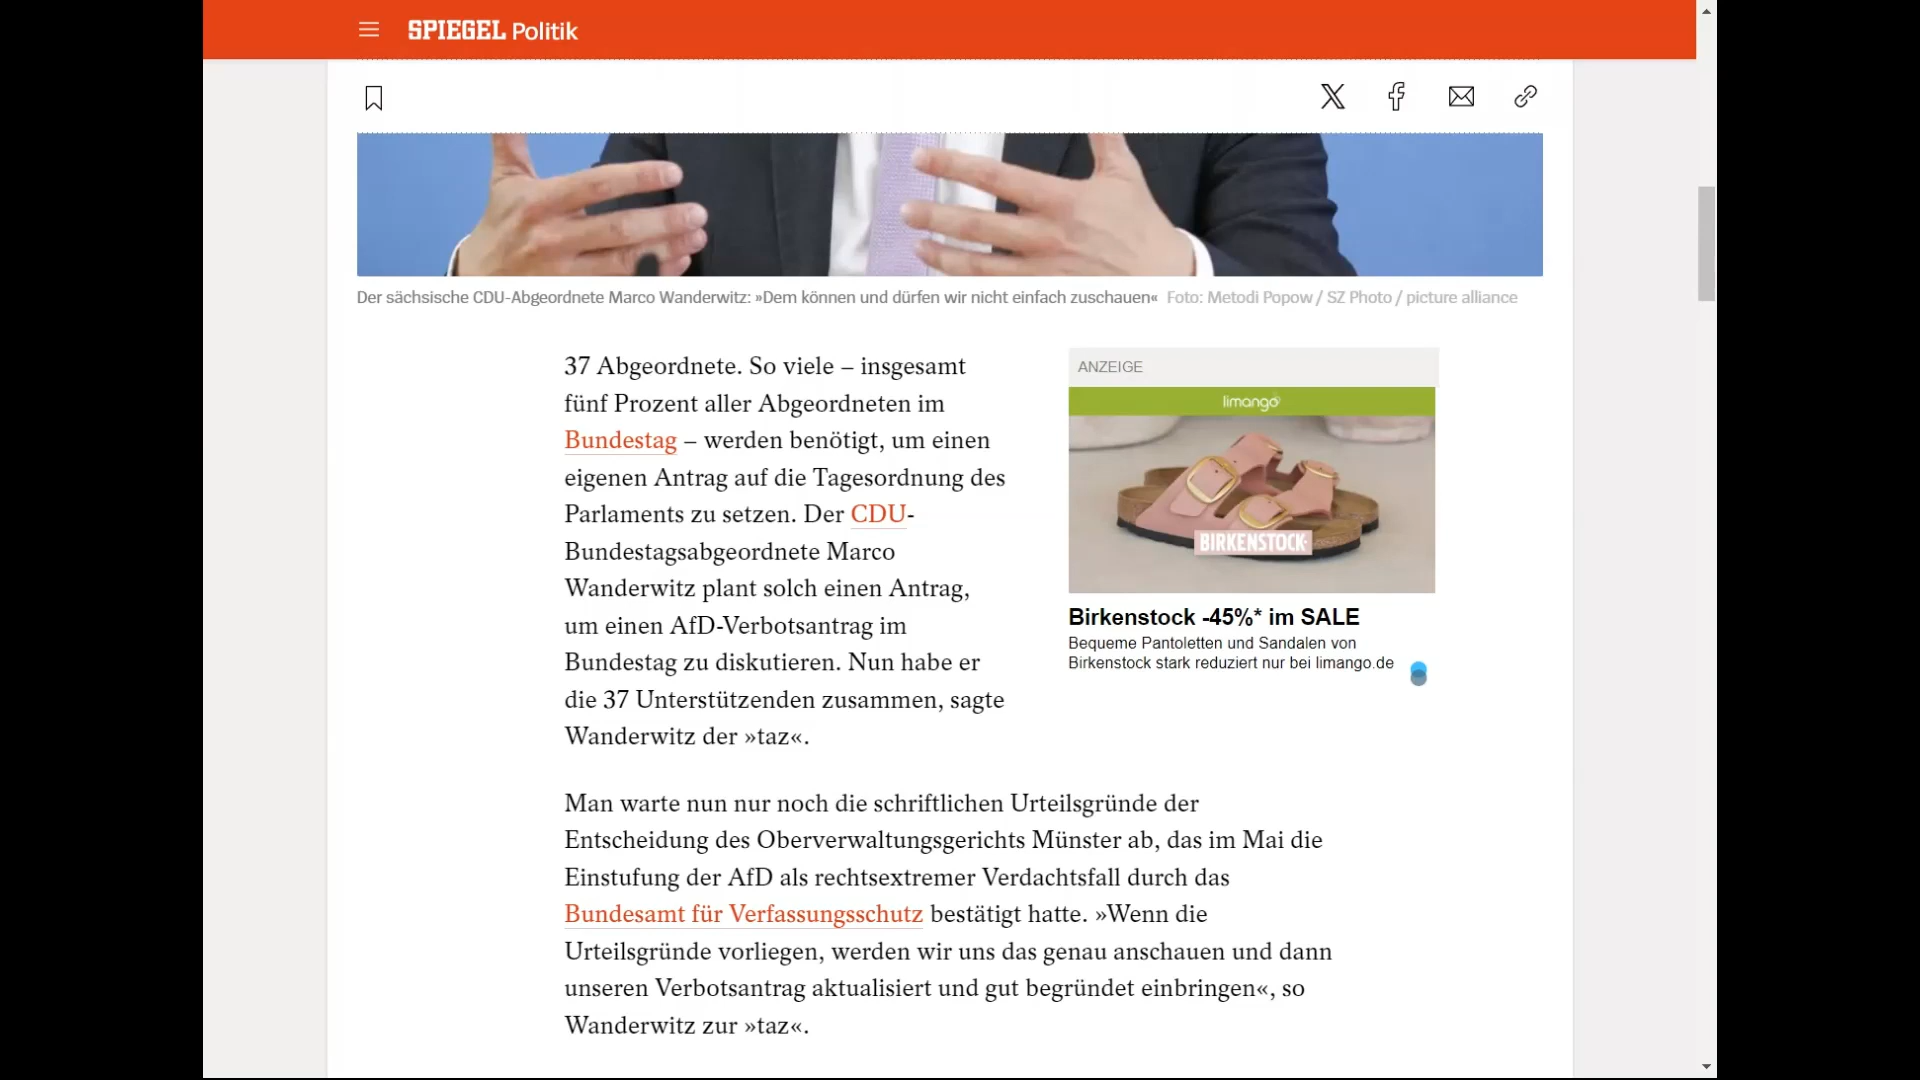 SPIEGEL Politik
Der sächsische CDU-Abgeordnete Marco Wanderwitz: »Dem können und dürfen wir nicht einfach zuschauen« Foto: Metodi Popow / SZ Photo / picture alliance
37 Abgeordnete. So viele – insgesamt
fünf Prozent aller Abgeordneten im
Bundestag – werden benötigt, um einen
eigenen Antrag auf die Tagesordnung des
Parlaments zu setzen. Der CDU-
Bundestagsabgeordnete Marco
Wanderwitz plant solch einen Antrag,
um einen AfD-Verbotsantrag im
Bundestag zu diskutieren. Nun habe er
die 37 Unterstützenden zusammen, sagte
Wanderwitz der »taz«.
ANZEIGE
limango
BIRKENSTOCK
Birkenstock -45%* im SALE
Bequeme Pantoletten und Sandalen von
Birkenstock stark reduziert nur bei limango.de
Man warte nun nur noch die schriftlichen Urteilsgründe der
Entscheidung des Oberverwaltungsgerichts Münster ab, das im Mai die
Einstufung der AfD als rechtsextremer Verdachtsfall durch das
Bundesamt für Verfassungsschutz bestätigt hatte. »Wenn die
Urteilsgründe vorliegen, werden wir uns das genau anschauen und dann
unseren Verbotsantrag aktualisiert und gut begründet einbringen«, so
Wanderwitz zur »taz«.